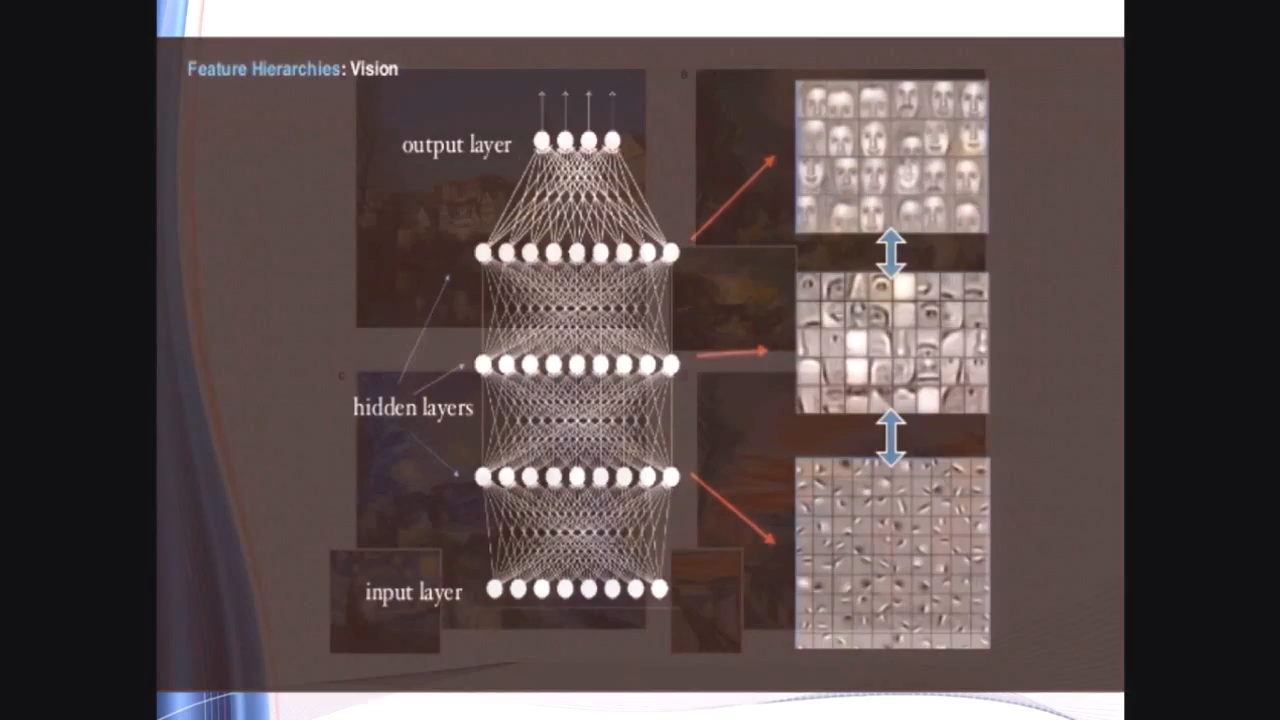 Feature Hierarchies: Vision
B
output layer
C
hidden layers
input layer